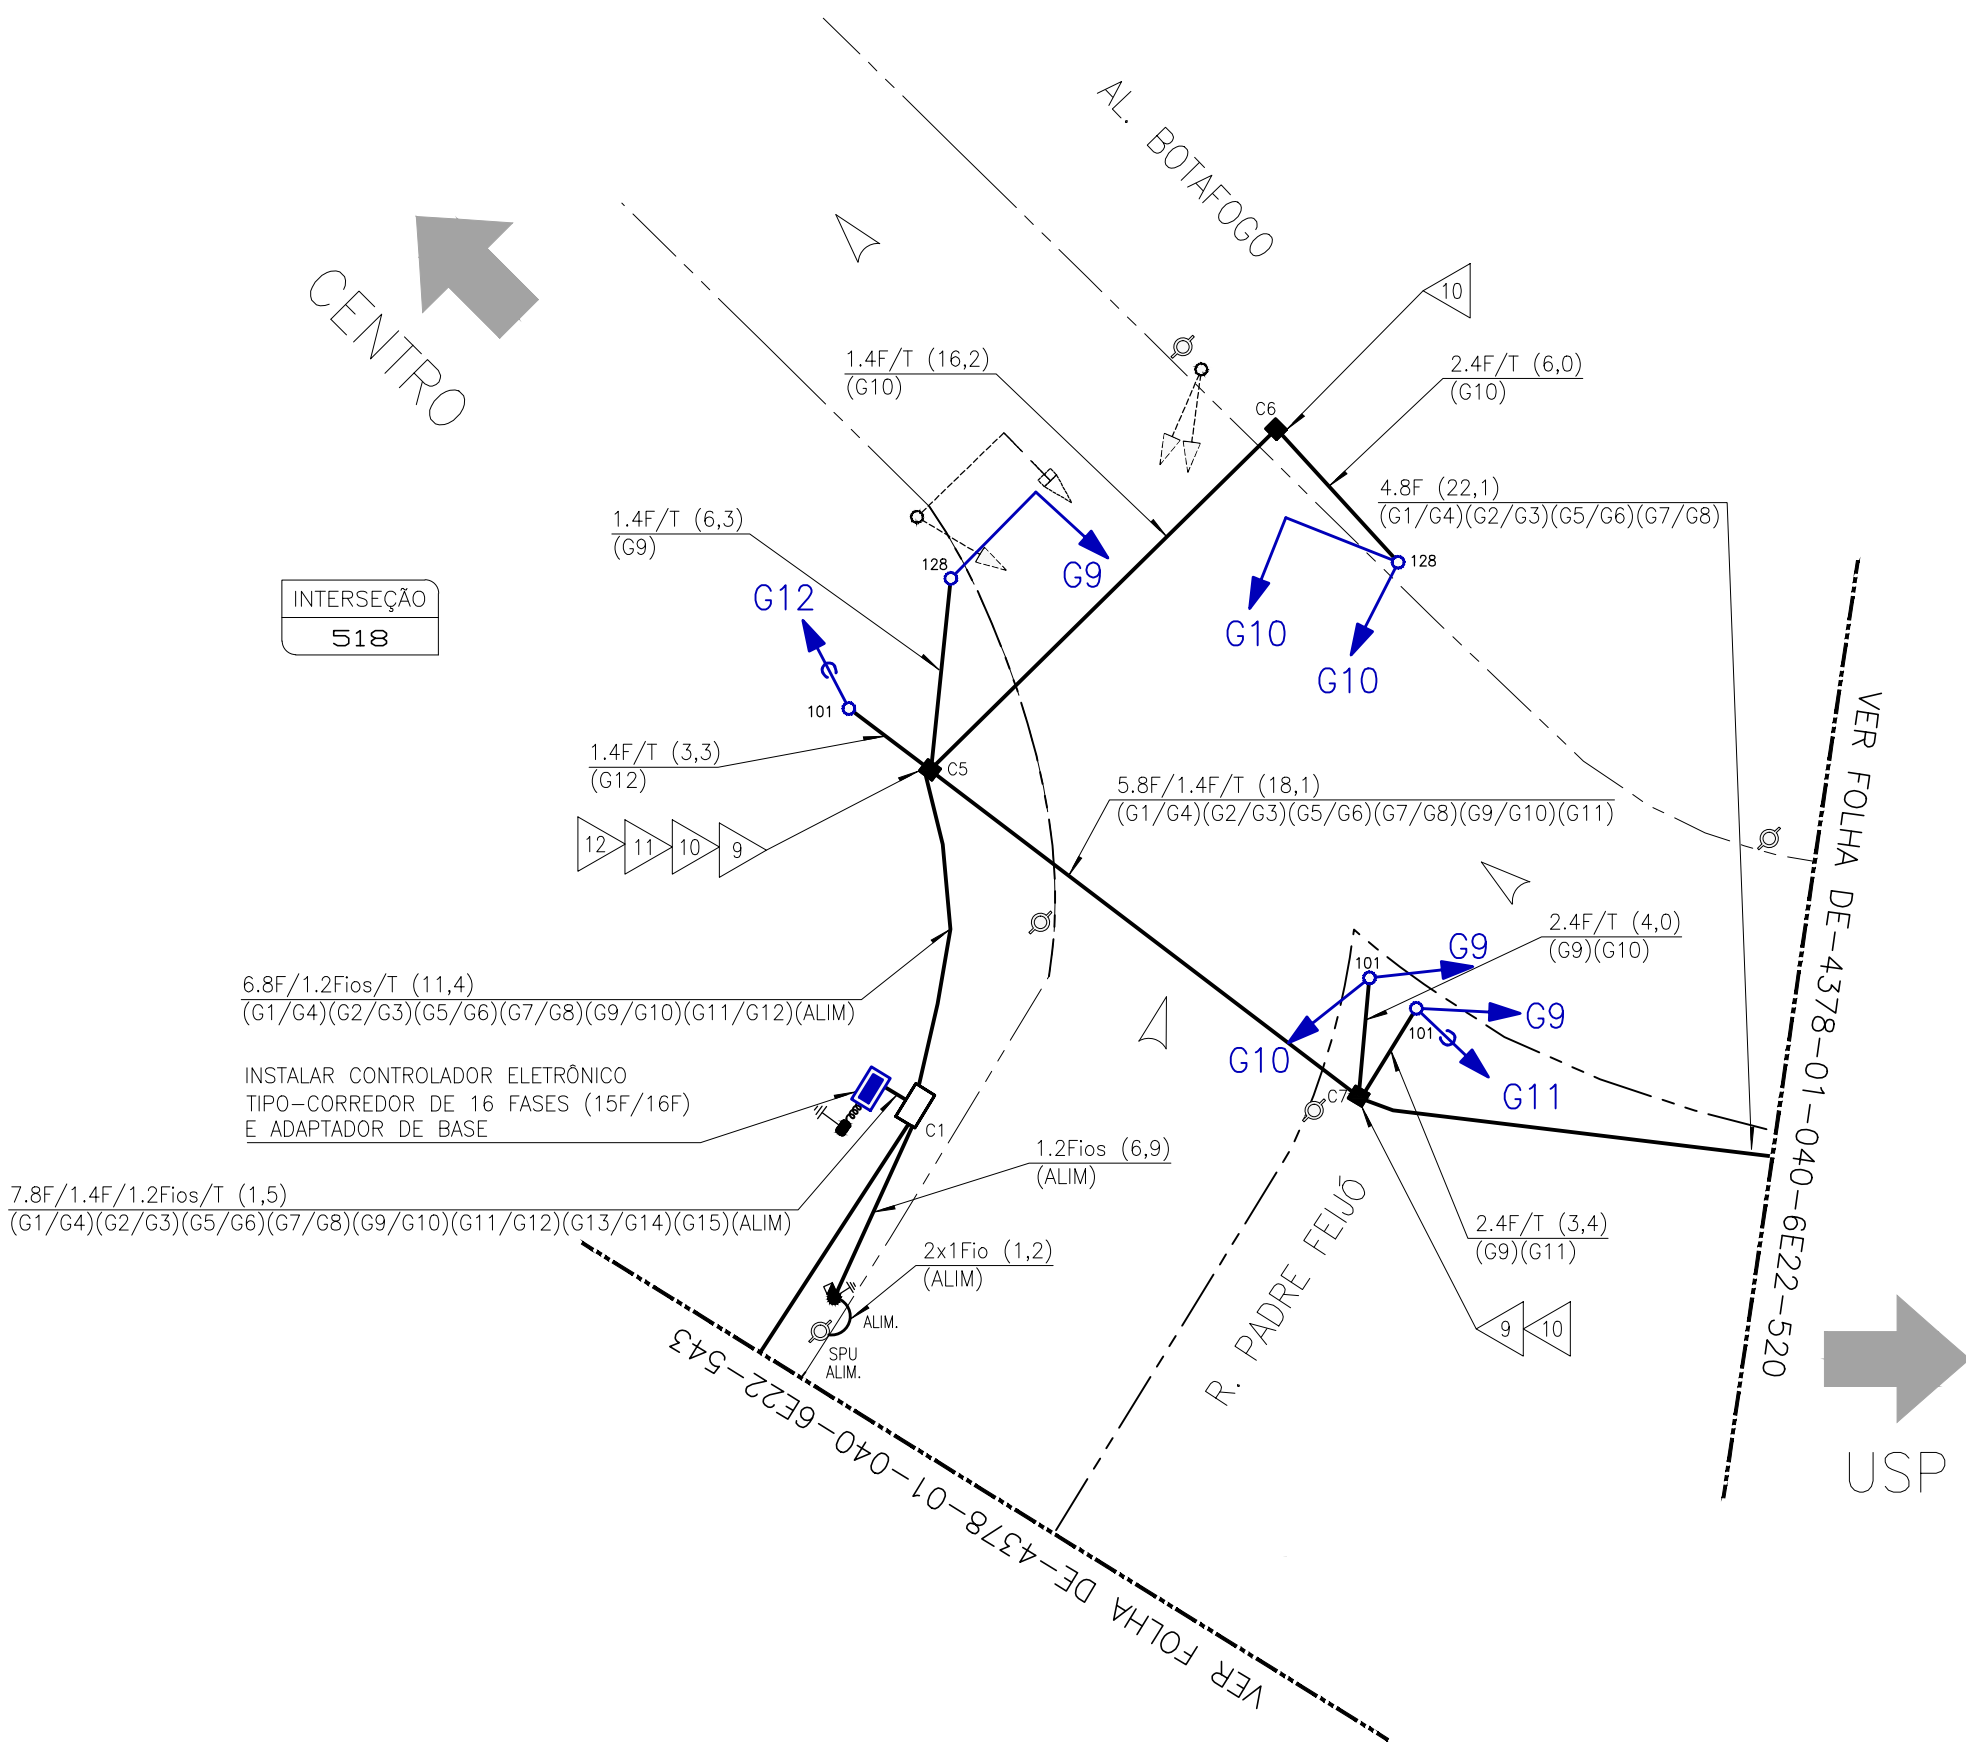 AL. BOTAFOGO
CENTRO
10
1.4F/T (16,2)
(G10)
2.4F/T (6,0)
(G10)
C6
4.8F (22,1)
(G1/G4)(G2/G3)(G5/G6)(G7/G8)
1.4F/T (6,3)
(G9)
128
G9
128
G10
G10
G12
INTERSEÇÃO
518
101
1.4F/T (3,3)
(G12)
C5
5.8F/1.4F/T (18,1)
(G1/G4)(G2/G3)(G5/G6)(G7/G8)(G9/G10)(G11)
12
11
10
9
VER FOLHA DE-4378-01-040-6E22-520
2.4F/T (4,0)
(G9)(G10)
G9
101
G9
101
G10
G11
C7
6.8F/1.2Fios/T (11,4)
(G1/G4)(G2/G3)(G5/G6)(G7/G8)(G9/G10)(G11/G12)(ALIM)
INSTALAR CONTROLADOR ELETRÔNICO
TIPO-CORREDOR DE 16 FASES (15F/16F)
E ADAPTADOR DE BASE
C1
1.2Fios (6,9)
(ALIM)
7.8F/1.4F/1.2Fios/T (1,5)
(G1/G4)(G2/G3)(G5/G6)(G7/G8)(G9/G10)(G11/G12)(G13/G14)(G15)(ALIM)
2x1Fio (1,2)
(ALIM)
2.4F/T (3,4)
(G9)(G11)
R. PADRE FEIJÓ
ALIM.
SPU
ALIM.
9
10
USP
VER FOLHA DE-4378-01-040-6E22-543